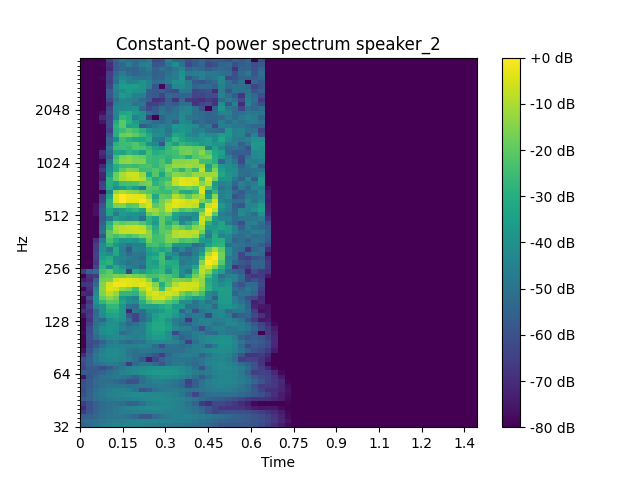 Constant-Q power spectrum speaker_2
Hz
2048
1024
512
256
128
64
32
0 0.15 0.3 0.45 0.6 0.75 0.9 1.1 1.2 1.4
Time
+0 dB
-10 dB
-20 dB
-30 dB
-40 dB
-50 dB
-60 dB
-70 dB
-80 dB